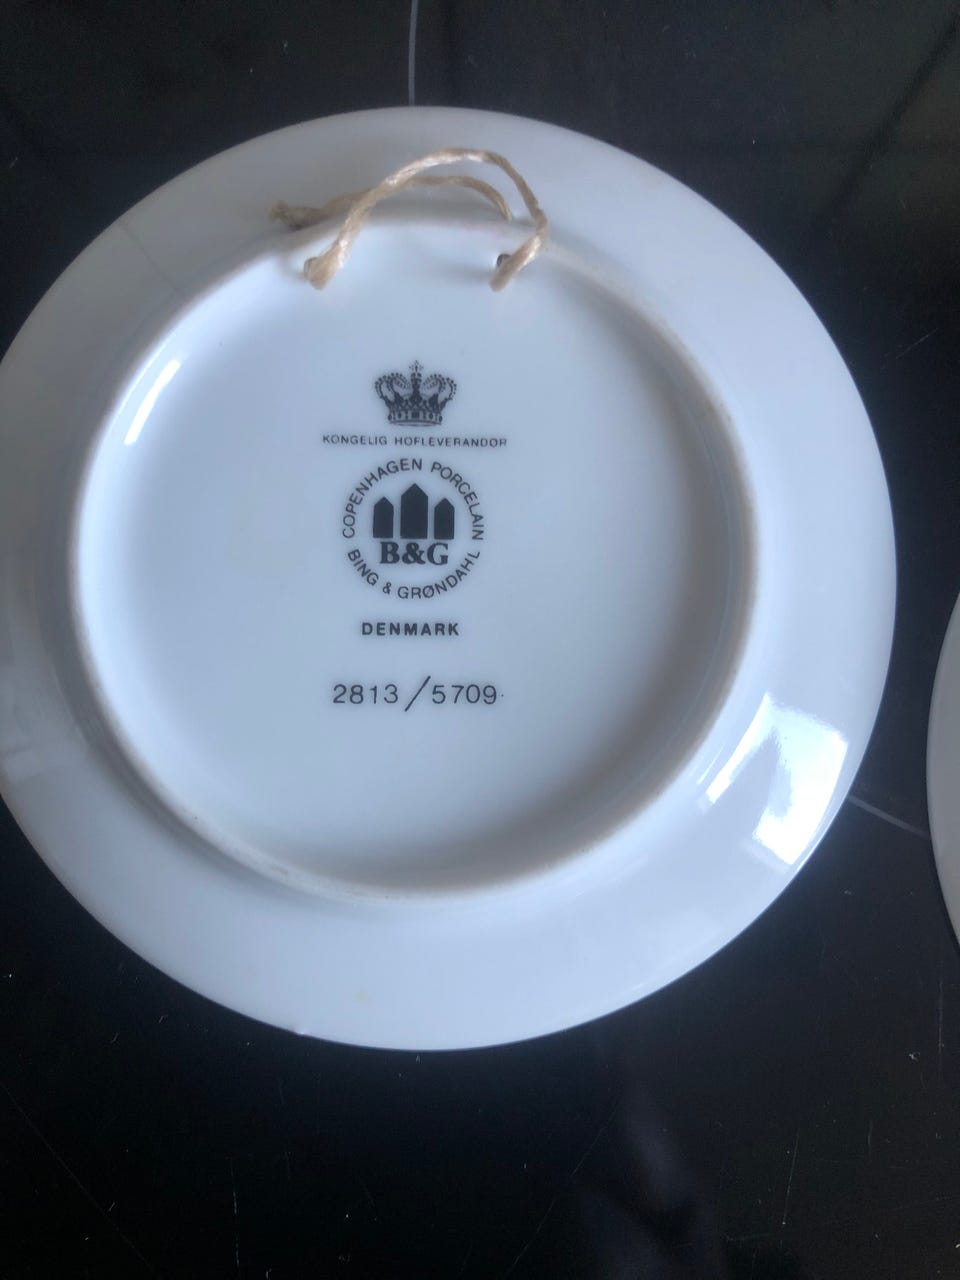 KONGELIG HOFLEVERANDØR
COPENHAGEN PORCELAIN
B&G
BING & GRØNDAHL
DENMARK
2813/5709